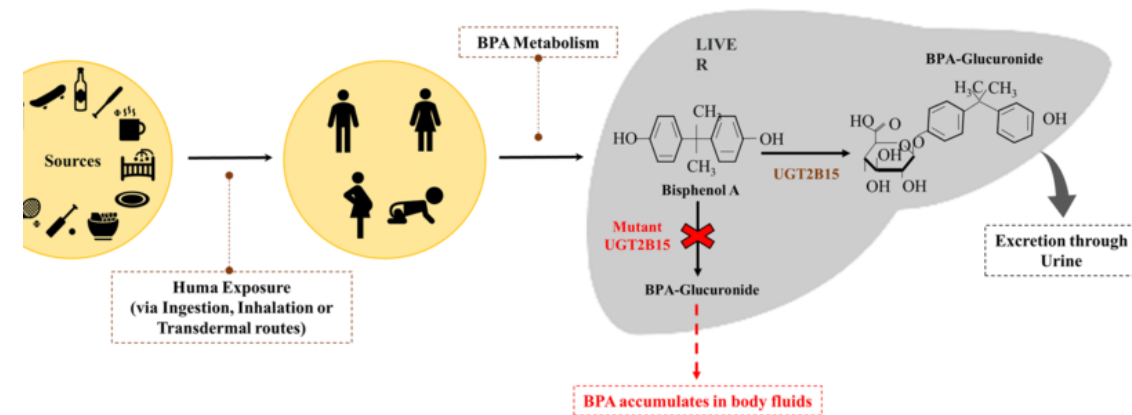 Sources
Huma Exposure
(via Ingestion, Inhalation or
Transdermal routes)
BPA Metabolism
LIVE
R
HO
CH3
CH3
OH
Bisphenol A
UGT2B15
BPA-Glucuronide
H3C
CH3
HO
O
O
O
OH
OH
OH
OH
Mutant
UGT2B15
BPA-Glucuronide
BPA accumulates in body fluids
Excretion through
Urine